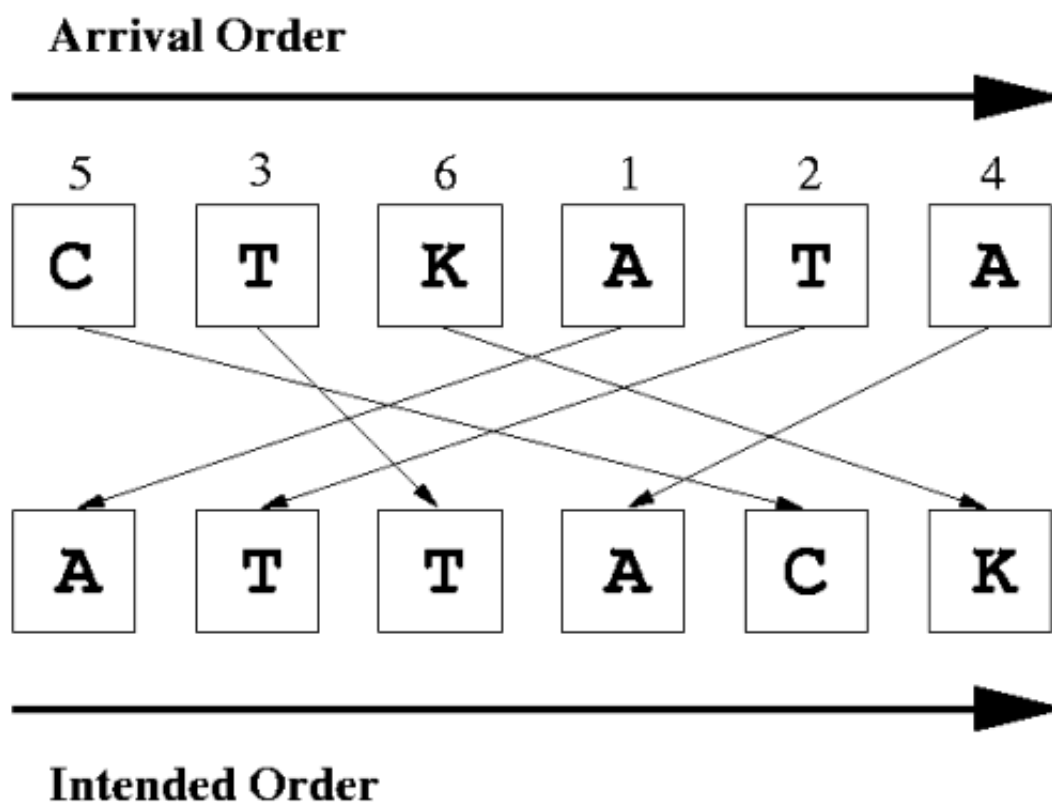 Arrival Order
5 3 6 1 2 4
C T K A T A
A T T A C K
Intended Order